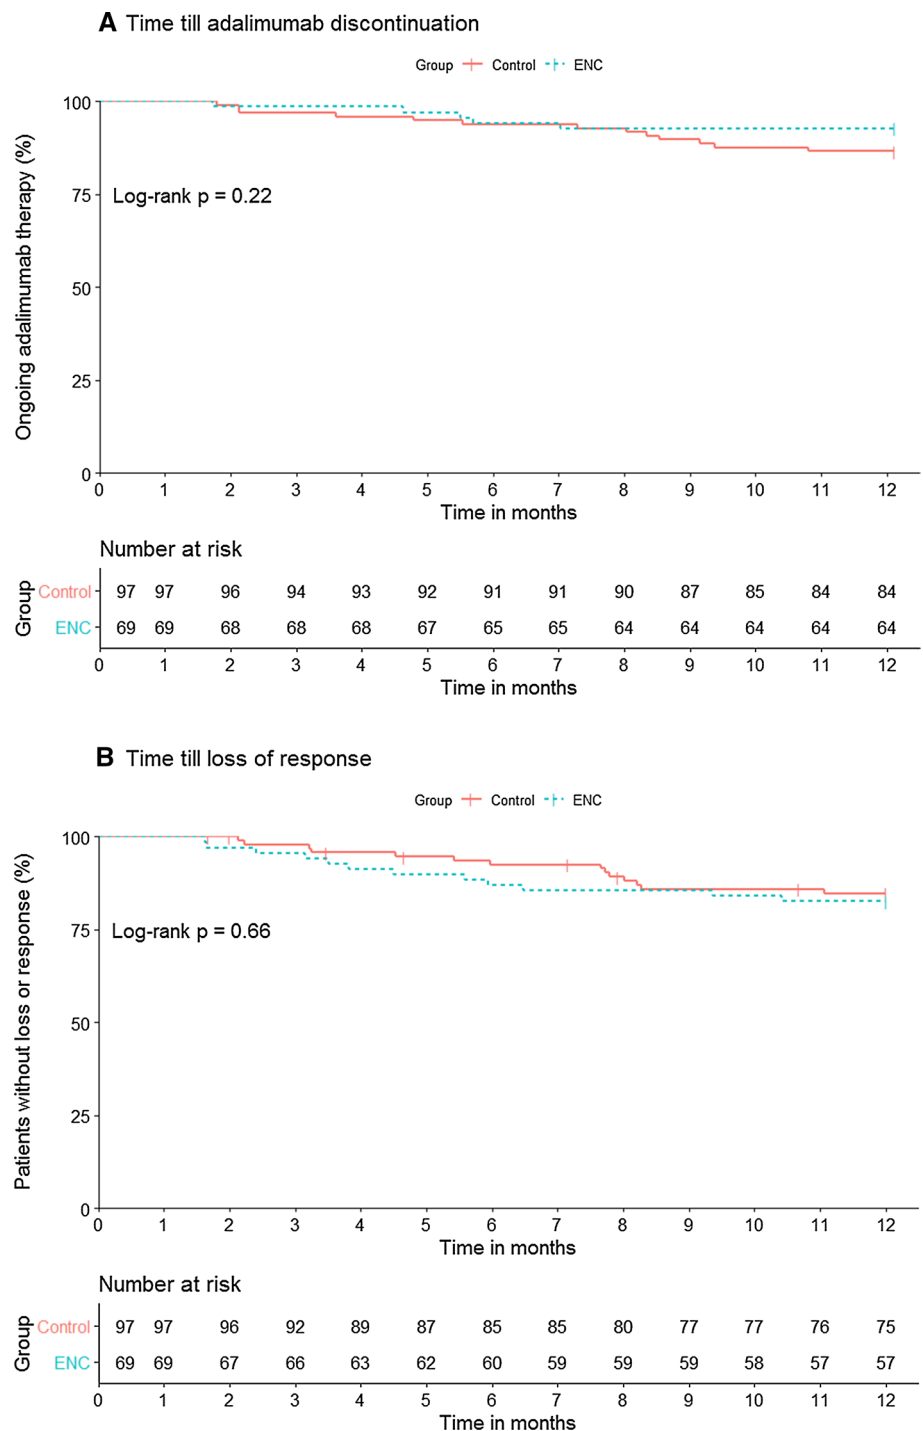 A Time till adalimumab discontinuation
Group Control ENC
Ongoing adalimumab therapy (%)
100
75
50
25
0
Log-rank p = 0.22
0 1 2 3 4 5 6 7 8 9 10 11 12
Time in months
Number at risk
Group
Control 97 97 96 94 93 92 91 91 90 87 85 84 84
ENC 69 69 68 68 68 67 65 65 64 64 64 64 64
0 1 2 3 4 5 6 7 8 9 10 11 12
Time in months
B Time till loss of response
Group Control ENC
Patients without loss or response (%)
100
75
50
25
0
Log-rank p = 0.66
0 1 2 3 4 5 6 7 8 9 10 11 12
Time in months
Number at risk
Group
Control 97 97 96 92 89 87 85 85 80 77 77 76 75
ENC 69 69 67 66 63 62 60 59 59 59 58 57 57
0 1 2 3 4 5 6 7 8 9 10 11 12
Time in months